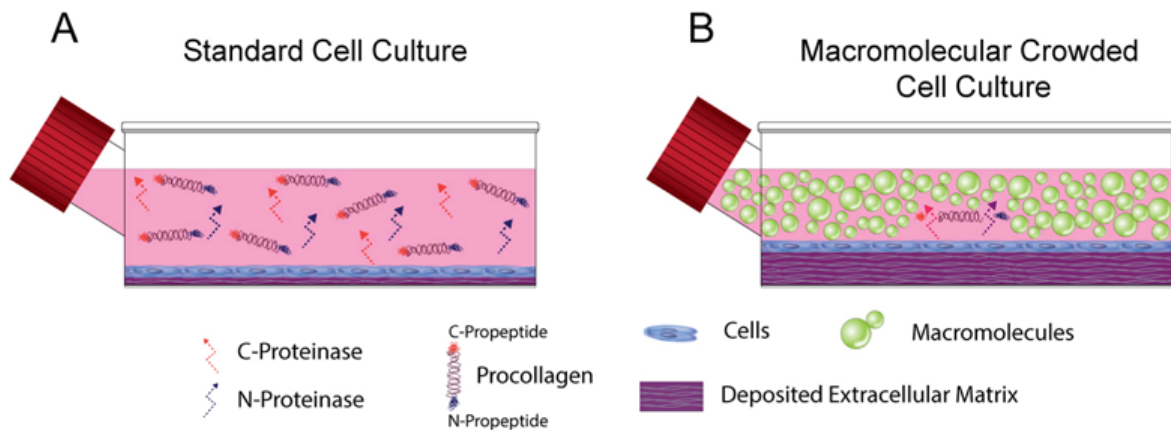 A
Standard Cell Culture
B
Macromolecular Crowded
Cell Culture
C-Proteinase
N-Proteinase
C-Propeptide
Procollagen
N-Propeptide
Cells
Macromolecules
Deposited Extracellular Matrix